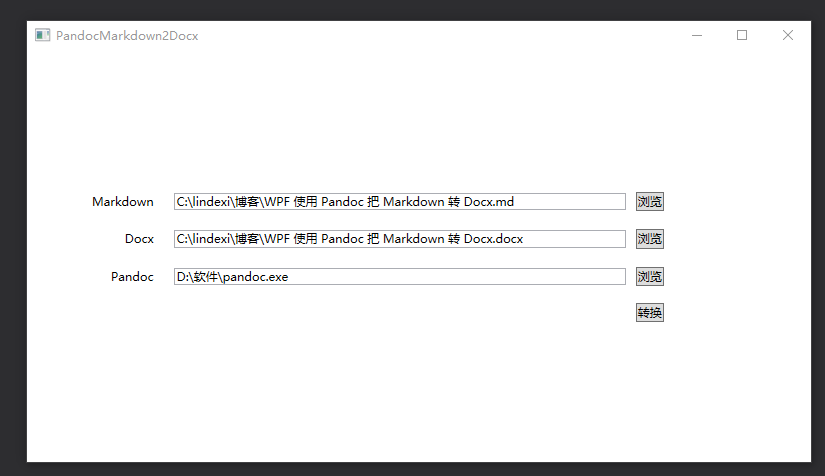 PandocMarkdown2Docx
Markdown C:\lindexi\博客\WPF 使用 Pandoc 把 Markdown 转 Docx.md 浏览
Docx C:\lindexi\博客\WPF 使用 Pandoc 把 Markdown 转 Docx.docx 浏览
Pandoc D:\软件\pandoc.exe 浏览
转换